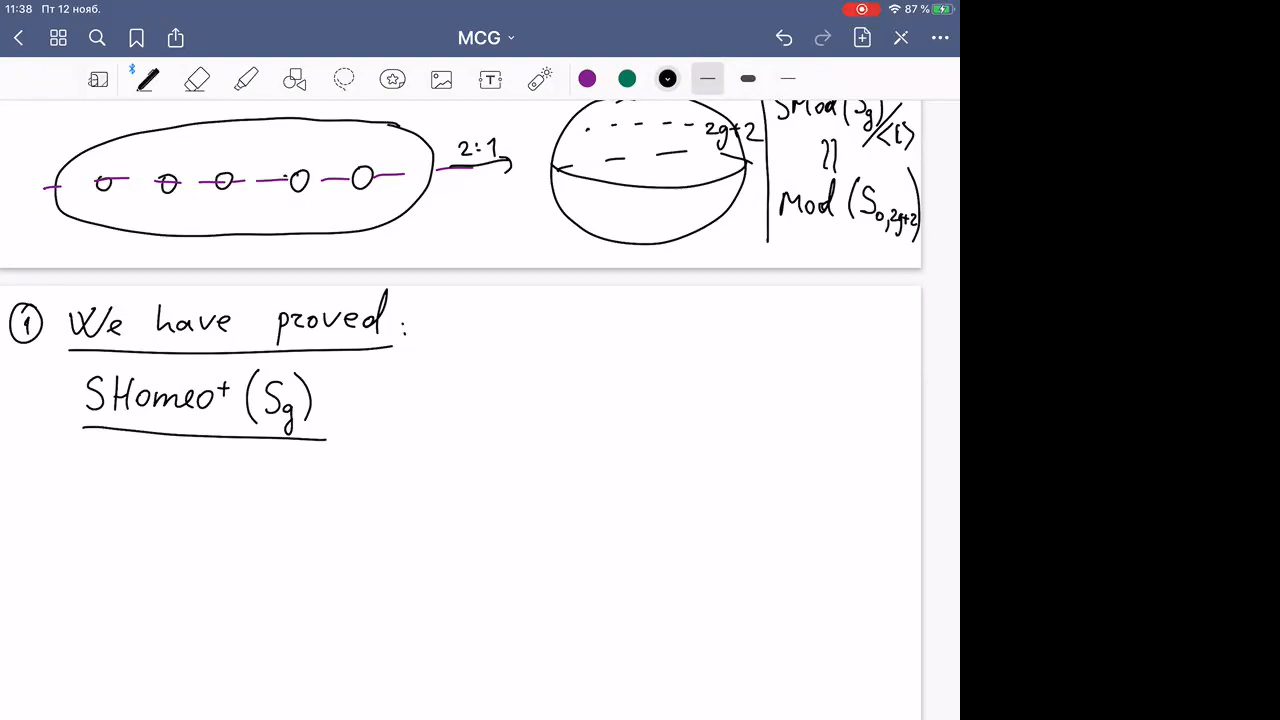 11:38 Пт 12 нояб.
87 %
MCG
T
2:1
2g+2
SMod(Sg)/<[i]>
Mod (S0,2g+2)
① We have proved:
SHomeo+ (Sg)